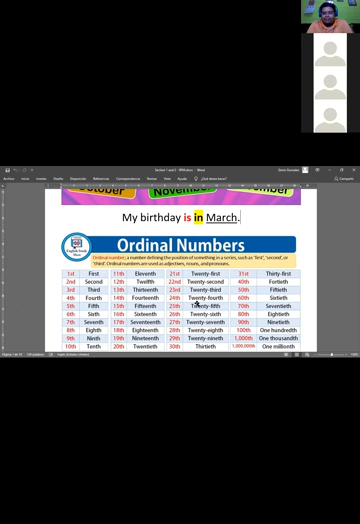 October November
My birthday is in March.
English Study Here
Ordinal Numbers
Ordinal number; a number defining the position of something in a series, such as 'first', 'second', or
'third'. Ordinal numbers are used as adjectives, nouns, and pronouns.
1st First 11th Eleventh 21st Twenty-first 31st Thirty-first
2nd Second 12th Twelfth 22nd Twenty-second 40th Fortieth
3rd Third 13th Thirteenth 23rd Twenty-third 50th Fiftieth
4th Fourth 14th Fourteenth 24th Twenty-fourth 60th Sixtieth
5th Fifth 15th Fifteenth 25th Twenty-fifth 70th Seventieth
6th Sixth 16th Sixteenth 26th Twenty-sixth 80th Eightieth
7th Seventh 17th Seventeenth 27th Twenty-seventh 90th Ninetieth
8th Eighth 18th Eighteenth 28th Twenty-eighth 100th One hundredth
9th Ninth 19th Nineteenth 29th Twenty-nineth 1,000th One thousandth
10th Tenth 20th Twentieth 30th Thirtieth 1,000,000th One millionth